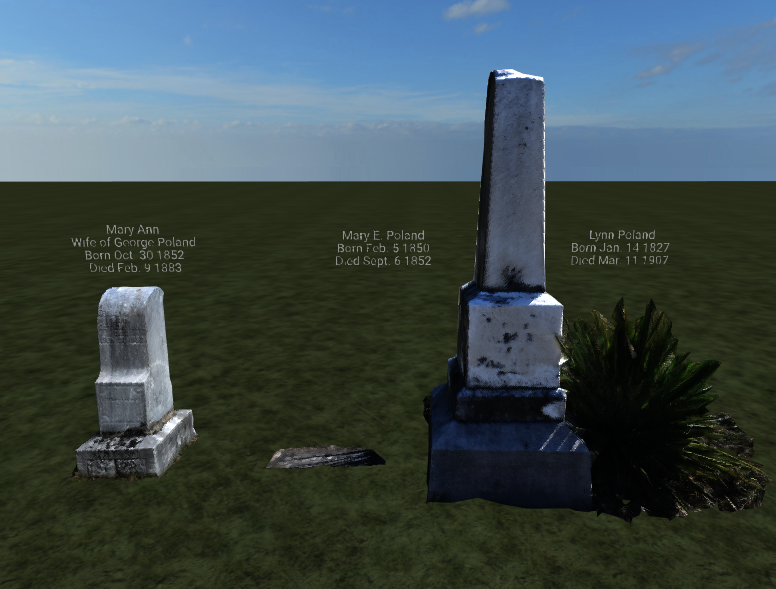 Mary Ann
Wife of George Poland
Born Oct. 30 1852
Died Feb. 9 1883
Mary E. Poland
Born Feb. 5 1850
Died Sept. 6 1852
Lynn Poland
Born Jan. 14 1827
Died Mar. 11 1907